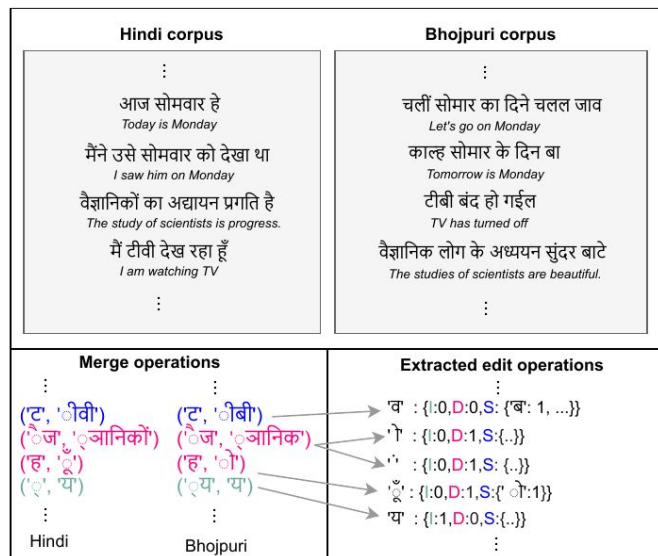 Hindi corpus
⋮
आज सोमवार हे
Today is Monday
मैंने उसे सोमवार को देखा था
I saw him on Monday
वैज्ञानिकों का अद्यायन प्रगति है
The study of scientists is progress.
मैं टीवी देख रहा हूँ
I am watching TV
⋮
Bhojpuri corpus
⋮
चलीं सोमार का दिने चलल जाव
Let's go on Monday
काल्ह सोमार के दिन बा
Tomorrow is Monday
टीबी बंद हो गईल
TV has turned off
वैज्ञानिक लोग के अध्ययन सुंदर बाटे
The studies of scientists are beautiful.
⋮
Merge operations
⋮
('ट', 'ीवी')
('ैज', '्ञानिकों')
('ह', 'ूँ')
('्', 'य')
⋮
Hindi
⋮
('ट', 'ीबी')
('ैज', '्ञानिक')
('ह', 'ो')
('्य', 'य')
⋮
Bhojpuri
Extracted edit operations
⋮
'व' : {I:0,D:0,S: {'ब': 1, ...}}
'ो' : {I:0,D:1,S:{..}}
'ं' : {I:0,D:1,S: {..}}
'ूँ' : {I:0,D:1,S:{' ो':1}}
'य' : {I:1,D:0,S:{..}}
⋮